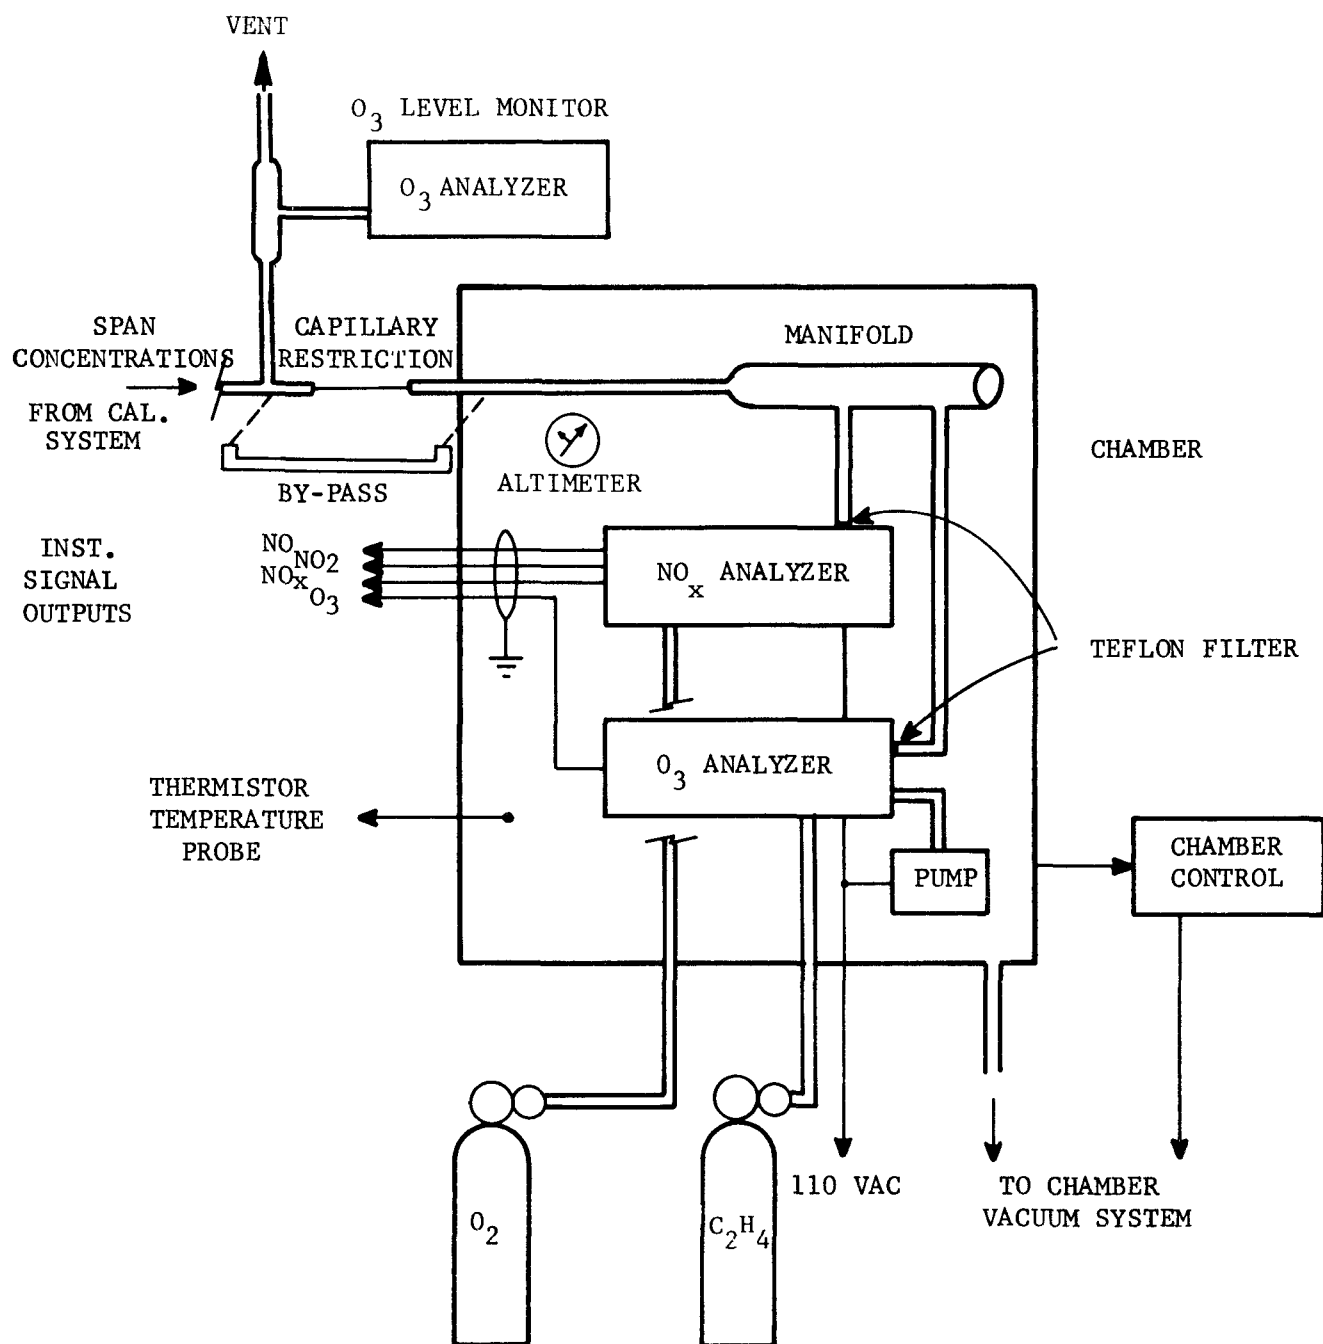 VENT
O3 LEVEL MONITOR
O3 ANALYZER
SPAN
CONCENTRATIONS
FROM CAL.
SYSTEM
CAPILLARY
RESTRICTION
BY-PASS
MANIFOLD
ALTIMETER
CHAMBER
INST.
SIGNAL
OUTPUTS
NO
NO2
NOx
O3
NOx ANALYZER
TEFLON FILTER
O3 ANALYZER
THERMISTOR
TEMPERATURE
PROBE
PUMP
CHAMBER
CONTROL
O2
C2H4
110 VAC
TO CHAMBER
VACUUM SYSTEM